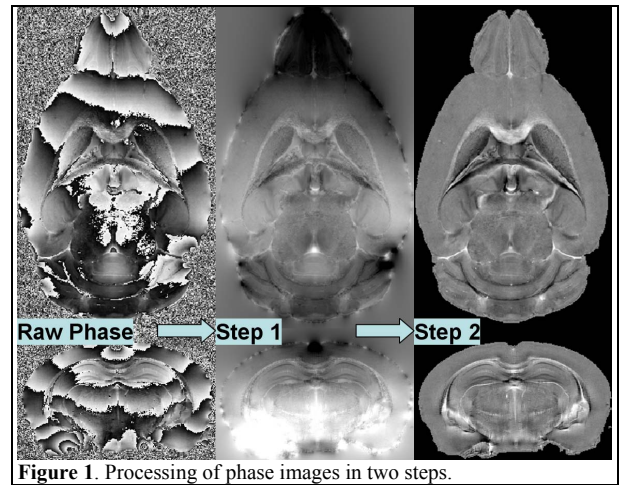 Raw Phase
Step 1
Step 2
Figure 1. Processing of phase images in two steps.